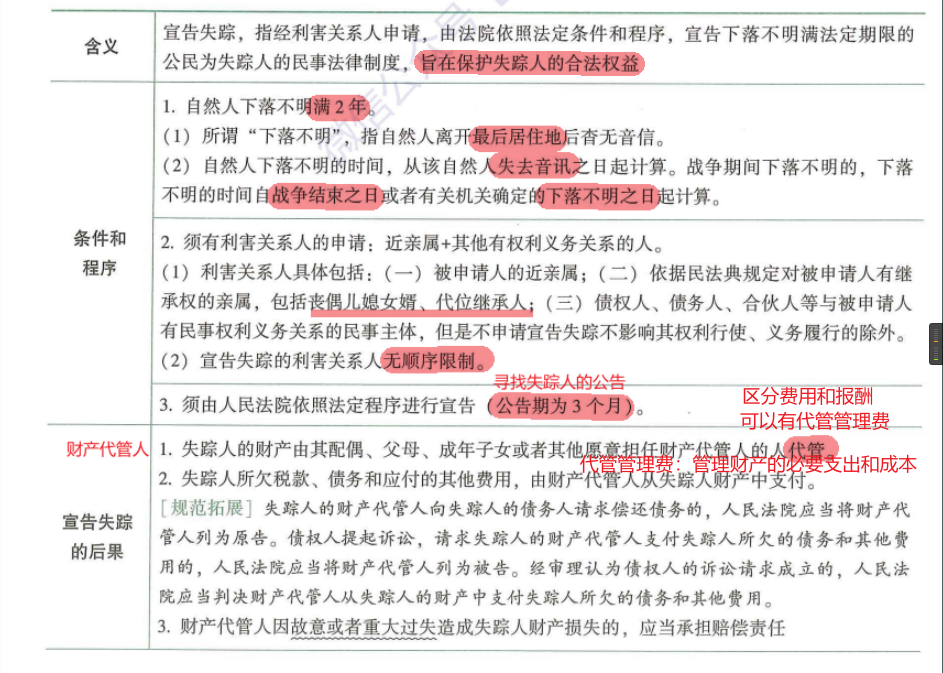 含义
宣告失踪，指经利害关系人申请，由法院依照法定条件和程序，宣告下落不明满法定期限的
公民为失踪人的民事法律制度，旨在保护失踪人的合法权益
条件和
程序
1. 自然人下落不明满2年。
（1）所谓“下落不明”，指自然人离开最后居住地后杳无音信。
（2）自然人下落不明的时间，从该自然人失去音讯之日起计算。战争期间下落不明的，下落
不明的时间自战争结束之日或者有关机关确定的下落不明之日起计算。
2. 须有利害关系人的申请：近亲属+其他有权利义务关系的人。
（1）利害关系人具体包括：（一）被申请人的近亲属；（二）依据民法典规定对被申请人有继
承权的亲属，包括丧偶儿媳女婿、代位继承人；（三）债权人、债务人、合伙人等与被申请人
有民事权利义务关系的民事主体，但是不申请宣告失踪不影响其权利行使、义务履行的除外。
（2）宣告失踪的利害关系人无顺序限制。
寻找失踪人的公告
3. 须由人民法院依照法定程序进行宣告（公告期为3个月）。
区分费用和报酬
可以有代管管理费
财产代管人
宣告失踪
的后果
1. 失踪人的财产由其配偶、父母、成年子女或者其他愿意担任财产代管人的人代管。
代管管理费：管理财产的必要支出和成本
2. 失踪人所欠税款、债务和应付的其他费用，由财产代管人从失踪人财产中支付。
［规范拓展］失踪人的财产代管人向失踪人的债务人请求偿还债务的，人民法院应当将财产代
管人列为原告。债权人提起诉讼，请求失踪人的财产代管人支付失踪人所欠的债务和其他费
用的，人民法院应当将财产代管人列为被告。经审理认为债权人的诉讼请求成立的，人民法
院应当判决财产代管人从失踪人的财产中支付失踪人所欠的债务和其他费用。
3. 财产代管人因故意或者重大过失造成失踪人财产损失的，应当承担赔偿责任
微信公众号